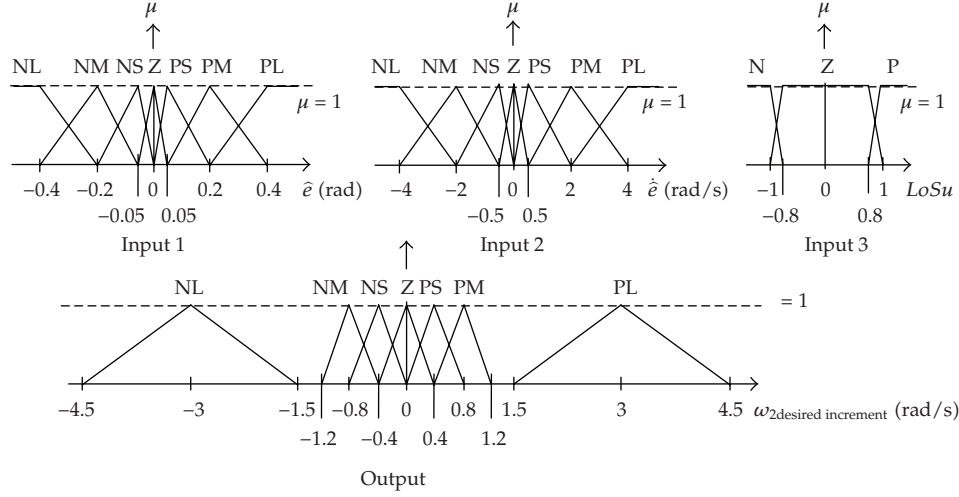 μ μ μ
NL NM NS Z PS PM PL
NL NM NS Z PS PM PL
N Z P
μ = 1
μ = 1
μ = 1
−0.4 −0.2 0 0.2 0.4 ê (rad)
−0.05 0.05
Input 1
−4 −2 0 2 4 ê̇ (rad/s)
−0.5 0.5
Input 2
−1 0 1 LoSu
−0.8 0.8
Input 3
NL NM NS Z PS PM PL
= 1
−4.5 −3 −1.5 −0.8 0 0.8 1.5 3 4.5 ω2desired increment (rad/s)
−1.2 −0.4 0.4 1.2
Output